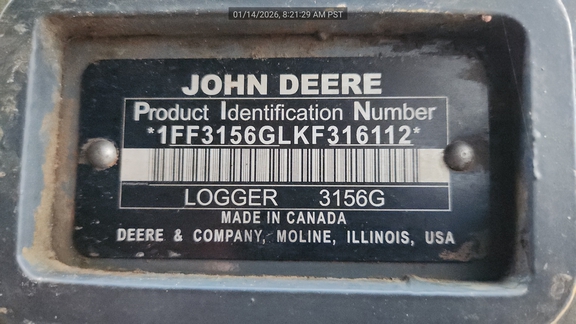 01/14/2026, 8:21:29 AM PST
JOHN DEERE
Product Identification Number
*1FF3156GLKF316112*
LOGGER 3156G
MADE IN CANADA
DEERE & COMPANY, MOLINE, ILLINOIS, USA